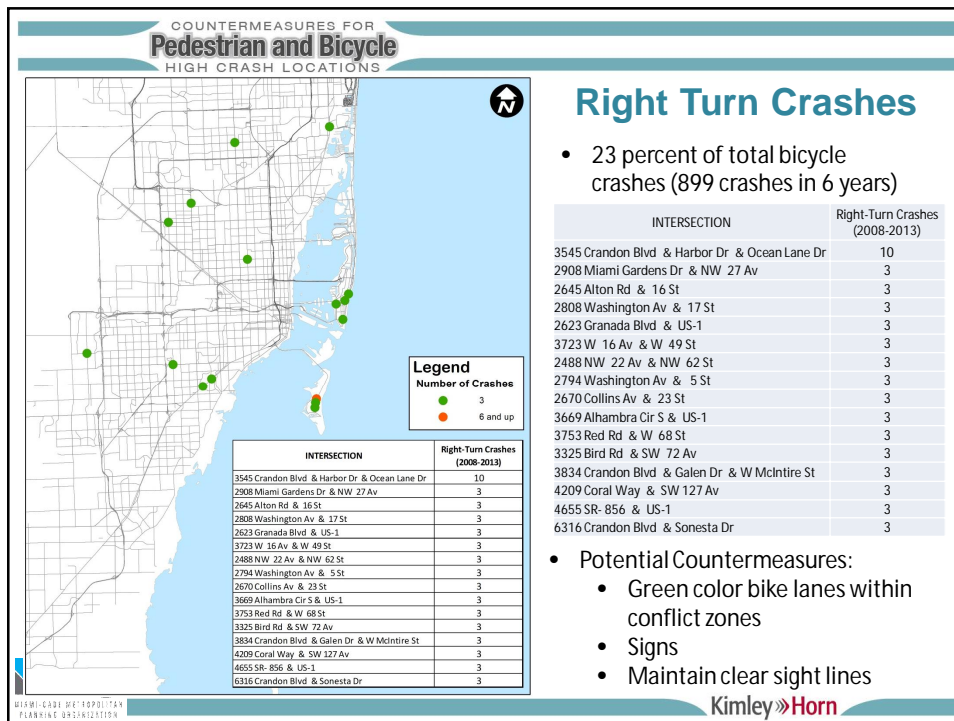 COUNTERMEASURES FOR
Pedestrian and Bicycle
HIGH CRASH LOCATIONS
N
Legend
Number of Crashes
3
6 and up
INTERSECTION Right-Turn Crashes
(2008-2013)
3545 Crandon Blvd & Harbor Dr & Ocean Lane Dr 10
2908 Miami Gardens Dr & NW 27 Av 3
2645 Alton Rd & 16 St 3
2808 Washington Av & 17 St 3
2623 Granada Blvd & US-1 3
3723 W 16 Av & W 49 St 3
2488 NW 22 Av & NW 62 St 3
2794 Washington Av & 5 St 3
2670 Collins Av & 23 St 3
3669 Alhambra Cir S & US-1 3
3753 Red Rd & W 68 St 3
3325 Bird Rd & SW 72 Av 3
3834 Crandon Blvd & Galen Dr & W McIntire St 3
4209 Coral Way & SW 127 Av 3
4655 SR- 856 & US-1 3
6316 Crandon Blvd & Sonesta Dr 3
Right Turn Crashes
• 23 percent of total bicycle
crashes (899 crashes in 6 years)
INTERSECTION Right-Turn Crashes
(2008-2013)
3545 Crandon Blvd & Harbor Dr & Ocean Lane Dr 10
2908 Miami Gardens Dr & NW 27 Av 3
2645 Alton Rd & 16 St 3
2808 Washington Av & 17 St 3
2623 Granada Blvd & US-1 3
3723 W 16 Av & W 49 St 3
2488 NW 22 Av & NW 62 St 3
2794 Washington Av & 5 St 3
2670 Collins Av & 23 St 3
3669 Alhambra Cir S & US-1 3
3753 Red Rd & W 68 St 3
3325 Bird Rd & SW 72 Av 3
3834 Crandon Blvd & Galen Dr & W McIntire St 3
4209 Coral Way & SW 127 Av 3
4655 SR- 856 & US-1 3
6316 Crandon Blvd & Sonesta Dr 3
• Potential Countermeasures:
• Green color bike lanes within
conflict zones
• Signs
• Maintain clear sight lines
MIAMI-DADE METROPOLITAN
PLANNING ORGANIZATION
Kimley»Horn